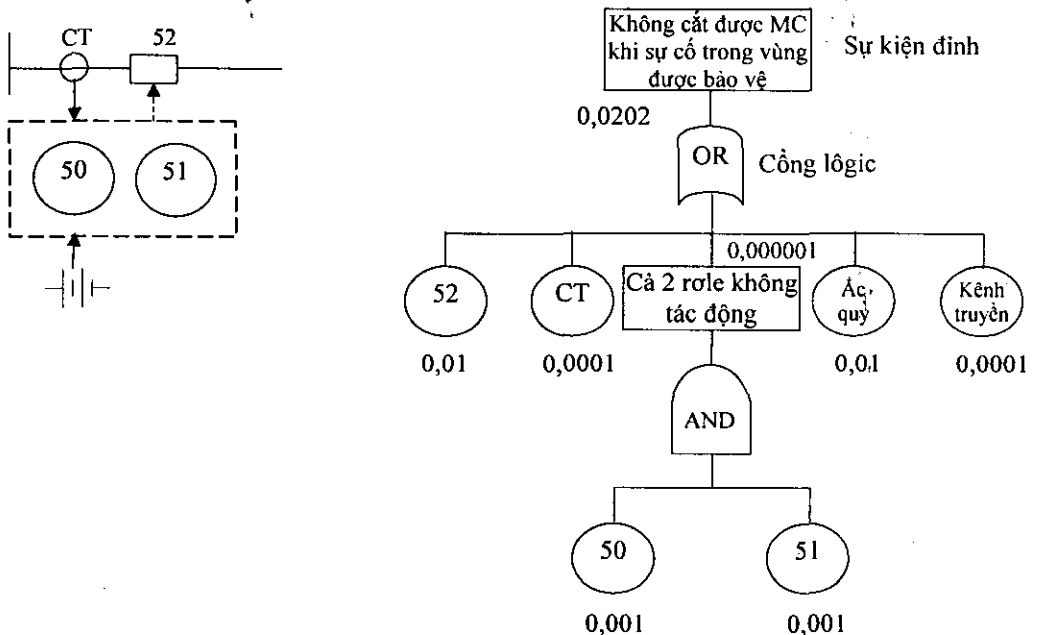 CT
52
50
51
Không cắt được MC
khi sự cố trong vùng
được bảo vệ
Sự kiện đỉnh
0,0202
OR
Cổng lôgic
0,000001
52
CT
Cả 2 rơle không
tác động
Ắc
quy
Kênh
truyền
0,01
0,0001
0,01
0,0001
AND
50
51
0,001
0,001